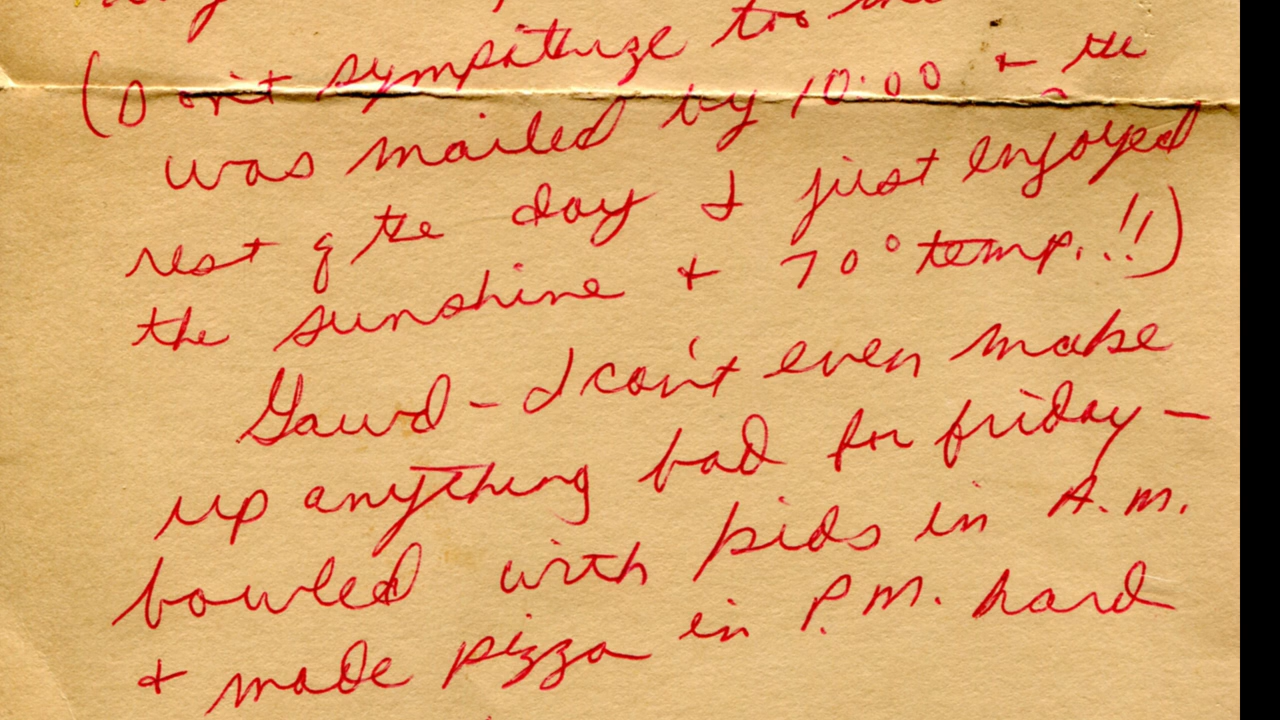 (Don't sympathize too
was mailed by 10:00 + the
rest of the day I just enjoyed
the sunshine + 70° temp.!!)
Gawd - I can't even make
up anything bad for friday -
bowled with kids in A.M.
+ made pizza in P.M. hard